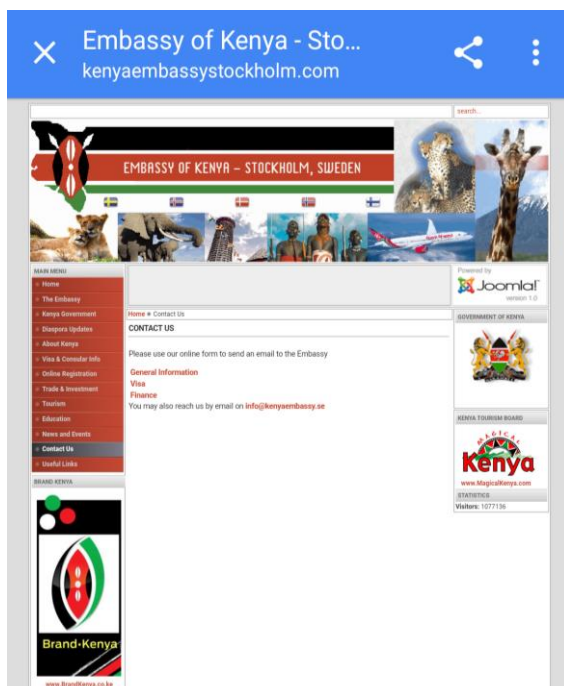 Embassy of Kenya - Sto...
kenyaembassystockholm.com
search...
EMBASSY OF KENYA – STOCKHOLM, SWEDEN
MAIN MENU
Home
The Embassy
Kenya Government
Diaspora Updates
About Kenya
Visa & Consular Info
Online Registration
Trade & Investment
Tourism
Education
News and Events
Contact Us
Useful Links
BRAND KENYA
Brand-Kenya
www.BrandKenya.co.ke
Home » Contact Us
CONTACT US
Please use our online form to send an email to the Embassy
General Information
Visa
Finance
You may also reach us by email on info@kenyaembassy.se
Powered by
Joomla!
version 1.0
GOVERNMENT OF KENYA
KENYA TOURISM BOARD
MAGICAL
Kenya
www.MagicalKenya.com
STATISTICS
Visitors: 1077136